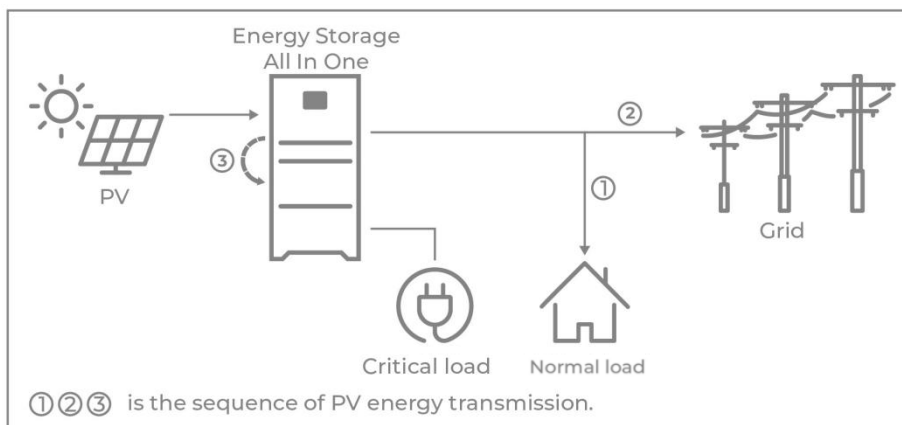 Energy Storage
All In One
PV
③
②
①
Grid
Critical load
Normal load
①②③ is the sequence of PV energy transmission.